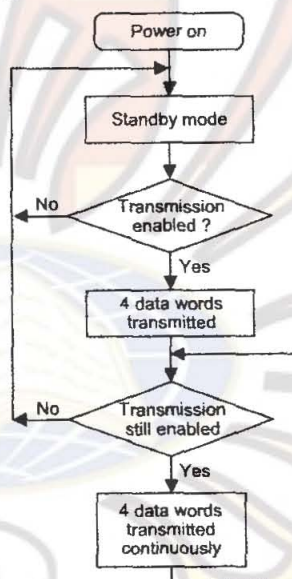 Power on
Standby mode
Transmission
enabled ?
No
Yes
4 data words
transmitted
No
Transmission
still enabled
Yes
4 data words
transmitted
continuously